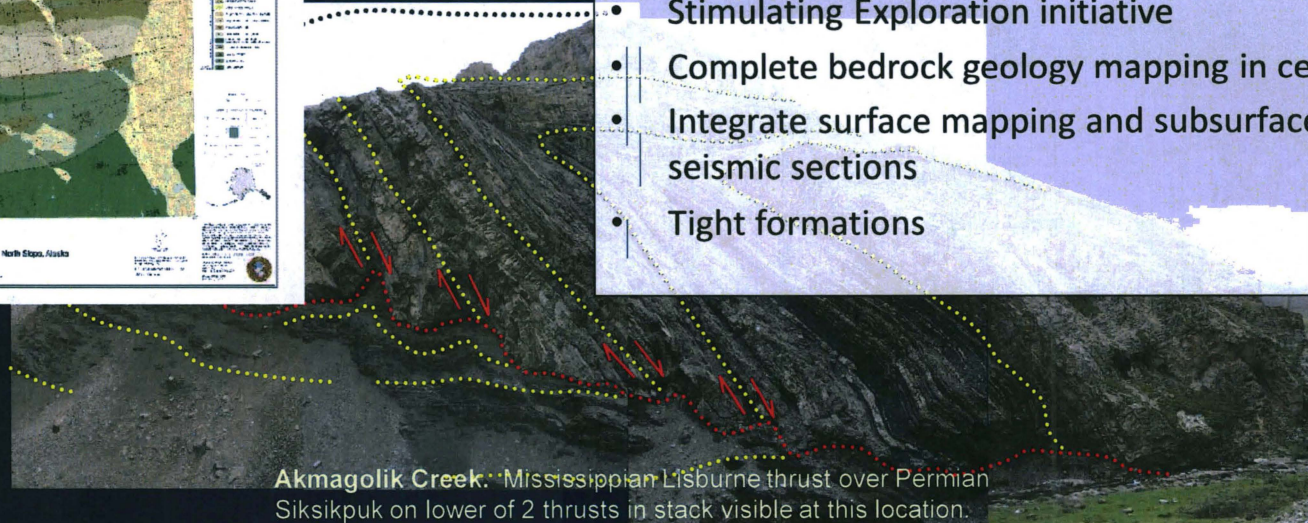 Stimulating Exploration initiative
Complete bedrock geology mapping in ce
Integrate surface mapping and subsurface
seismic sections
Tight formations
North Slope, Alaska
Akmagolik Creek. Mississippian Lisburne thrust over Permian
Siksikpuk on lower of 2 thrusts in stack visible at this location.